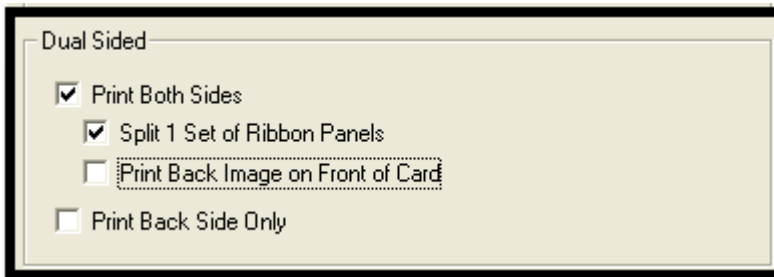 Dual Sided
Print Both Sides
Split 1 Set of Ribbon Panels
Print Back Image on Front of Card
Print Back Side Only